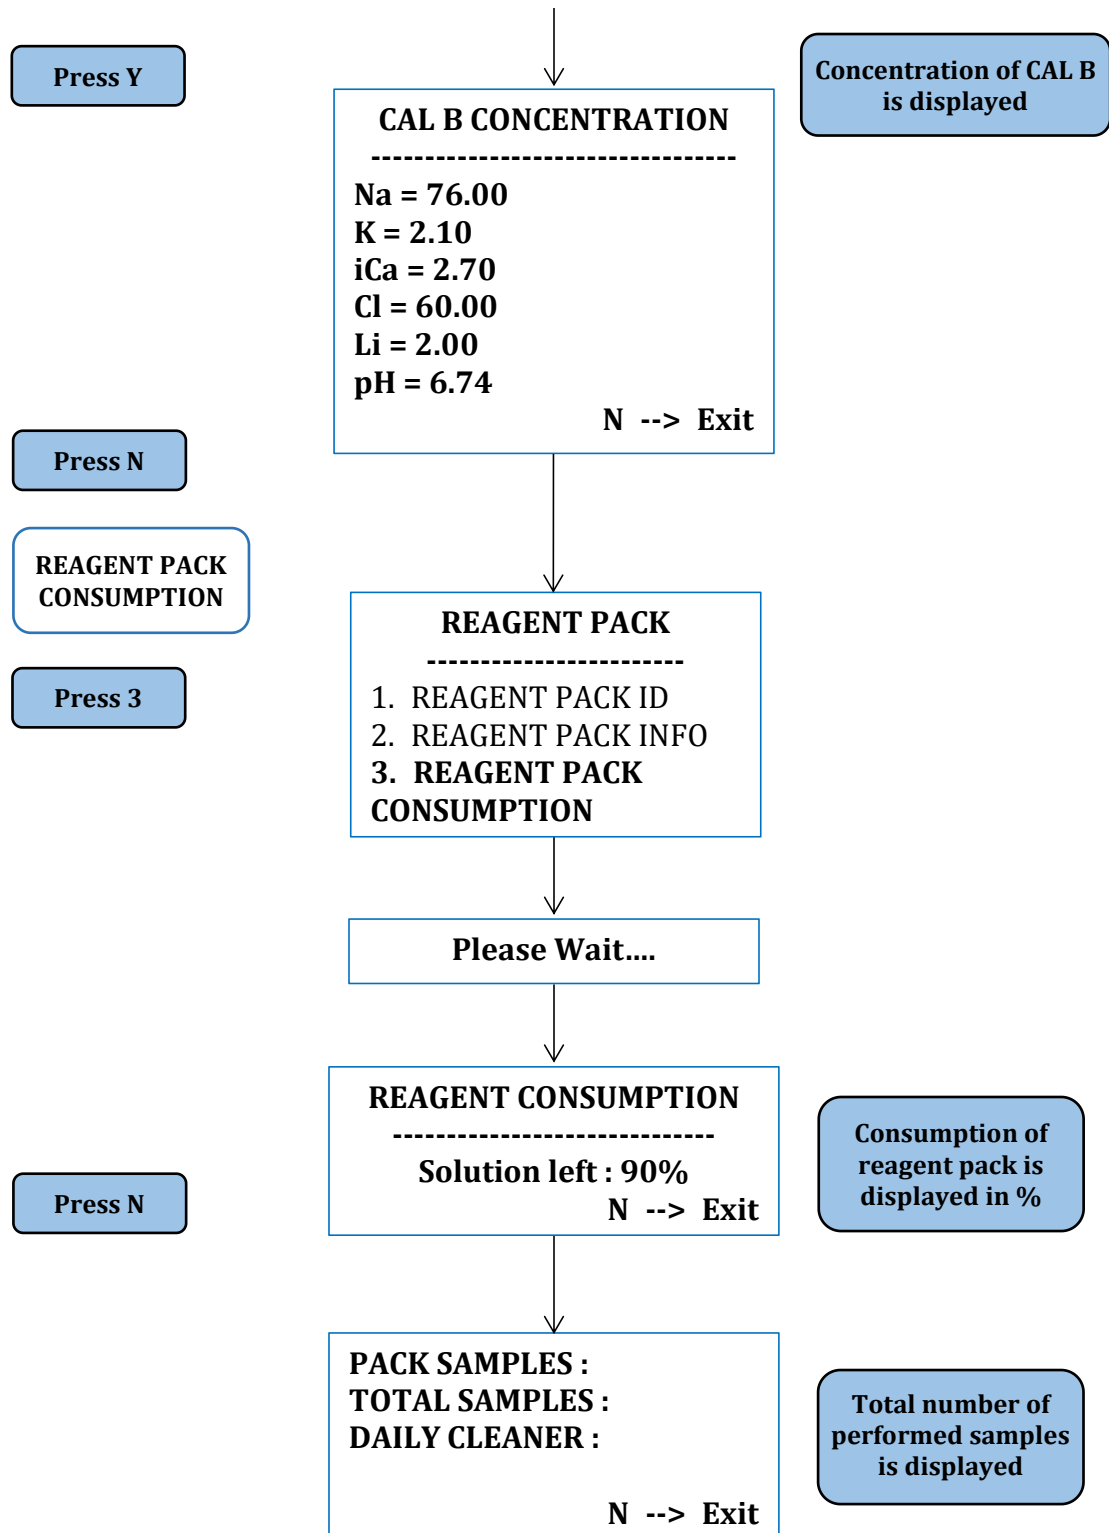 Press Y
Concentration of CAL B
is displayed
CAL B CONCENTRATION
----------------------------------
Na = 76.00
K = 2.10
iCa = 2.70
Cl = 60.00
Li = 2.00
pH = 6.74
N --> Exit
Press N
REAGENT PACK
CONSUMPTION
Press 3
REAGENT PACK
------------------------
1. REAGENT PACK ID
2. REAGENT PACK INFO
3. REAGENT PACK
CONSUMPTION
Please Wait....
REAGENT CONSUMPTION
------------------------------
Solution left : 90%
N --> Exit
Press N
Consumption of
reagent pack is
displayed in %
PACK SAMPLES :
TOTAL SAMPLES :
DAILY CLEANER :
N --> Exit
Total number of
performed samples
is displayed